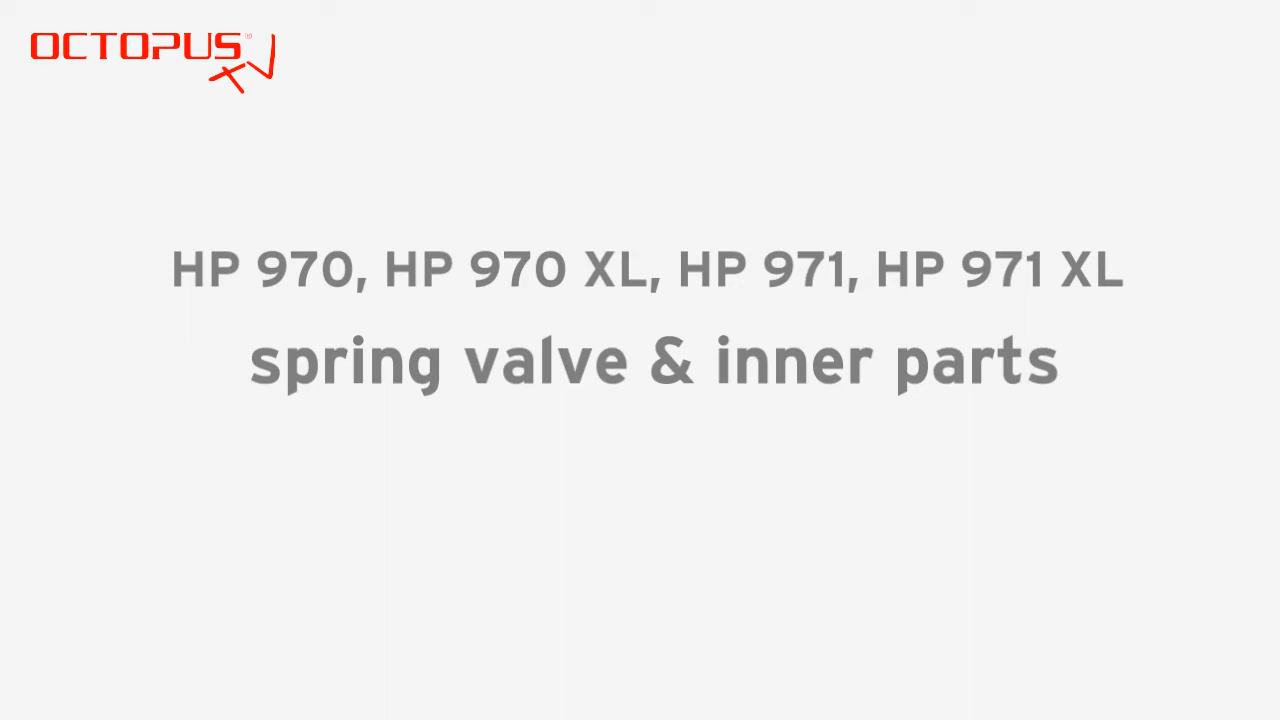 OCTOPUS®
TV
HP 970, HP 970 XL, HP 971, HP 971 XL
spring valve & inner parts